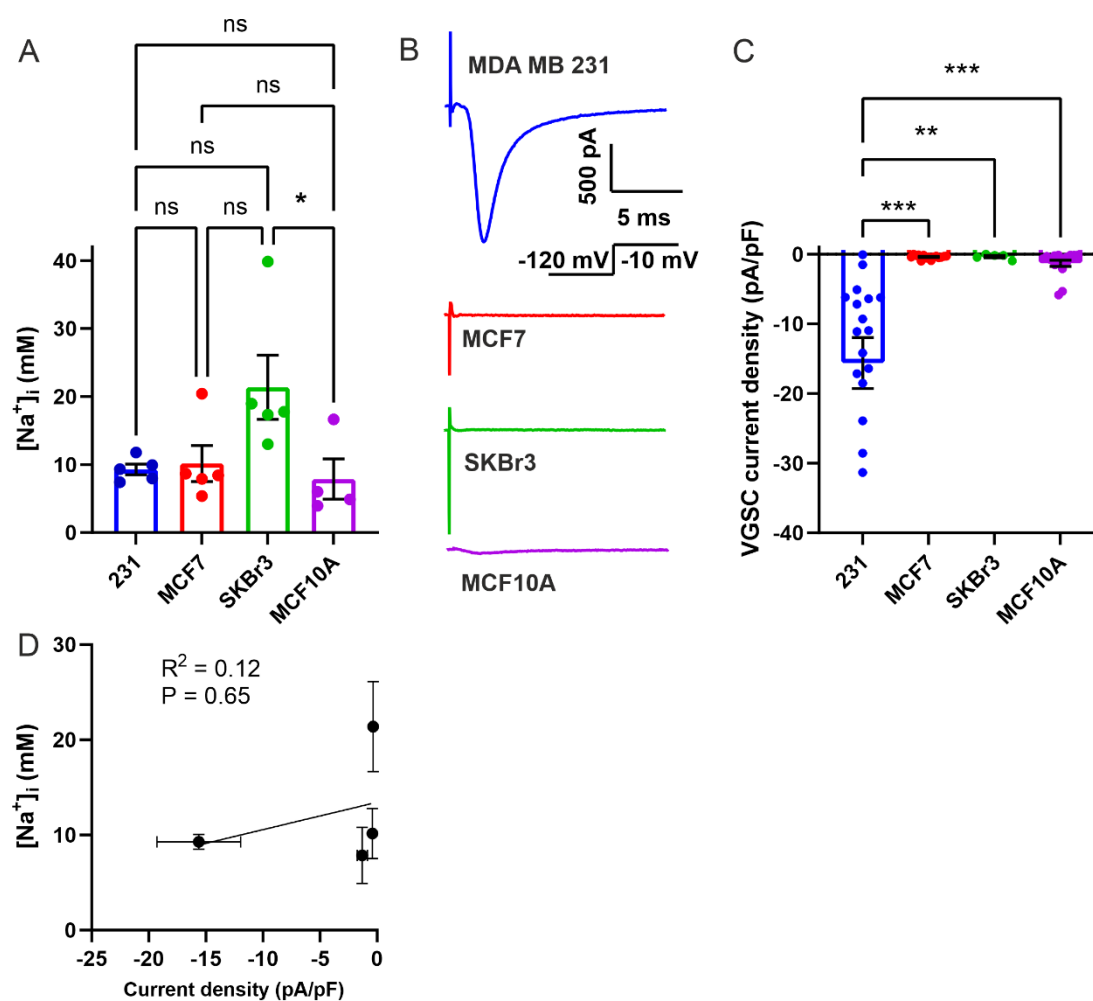 A
ns
ns
ns
ns
ns
*
[Na⁺]ᵢ (mM)
40
30
20
10
0
231
MCF7
SKBr3
MCF10A
B
MDA MB 231
500 pA
5 ms
-120 mV
-10 mV
MCF7
SKBr3
MCF10A
C
***
**
***
VGSC current density (pA/pF)
0
-10
-20
-30
-40
231
MCF7
SKBr3
MCF10A
D
R² = 0.12
P = 0.65
[Na⁺]ᵢ (mM)
30
20
10
0
-25 -20 -15 -10 -5 0
Current density (pA/pF)